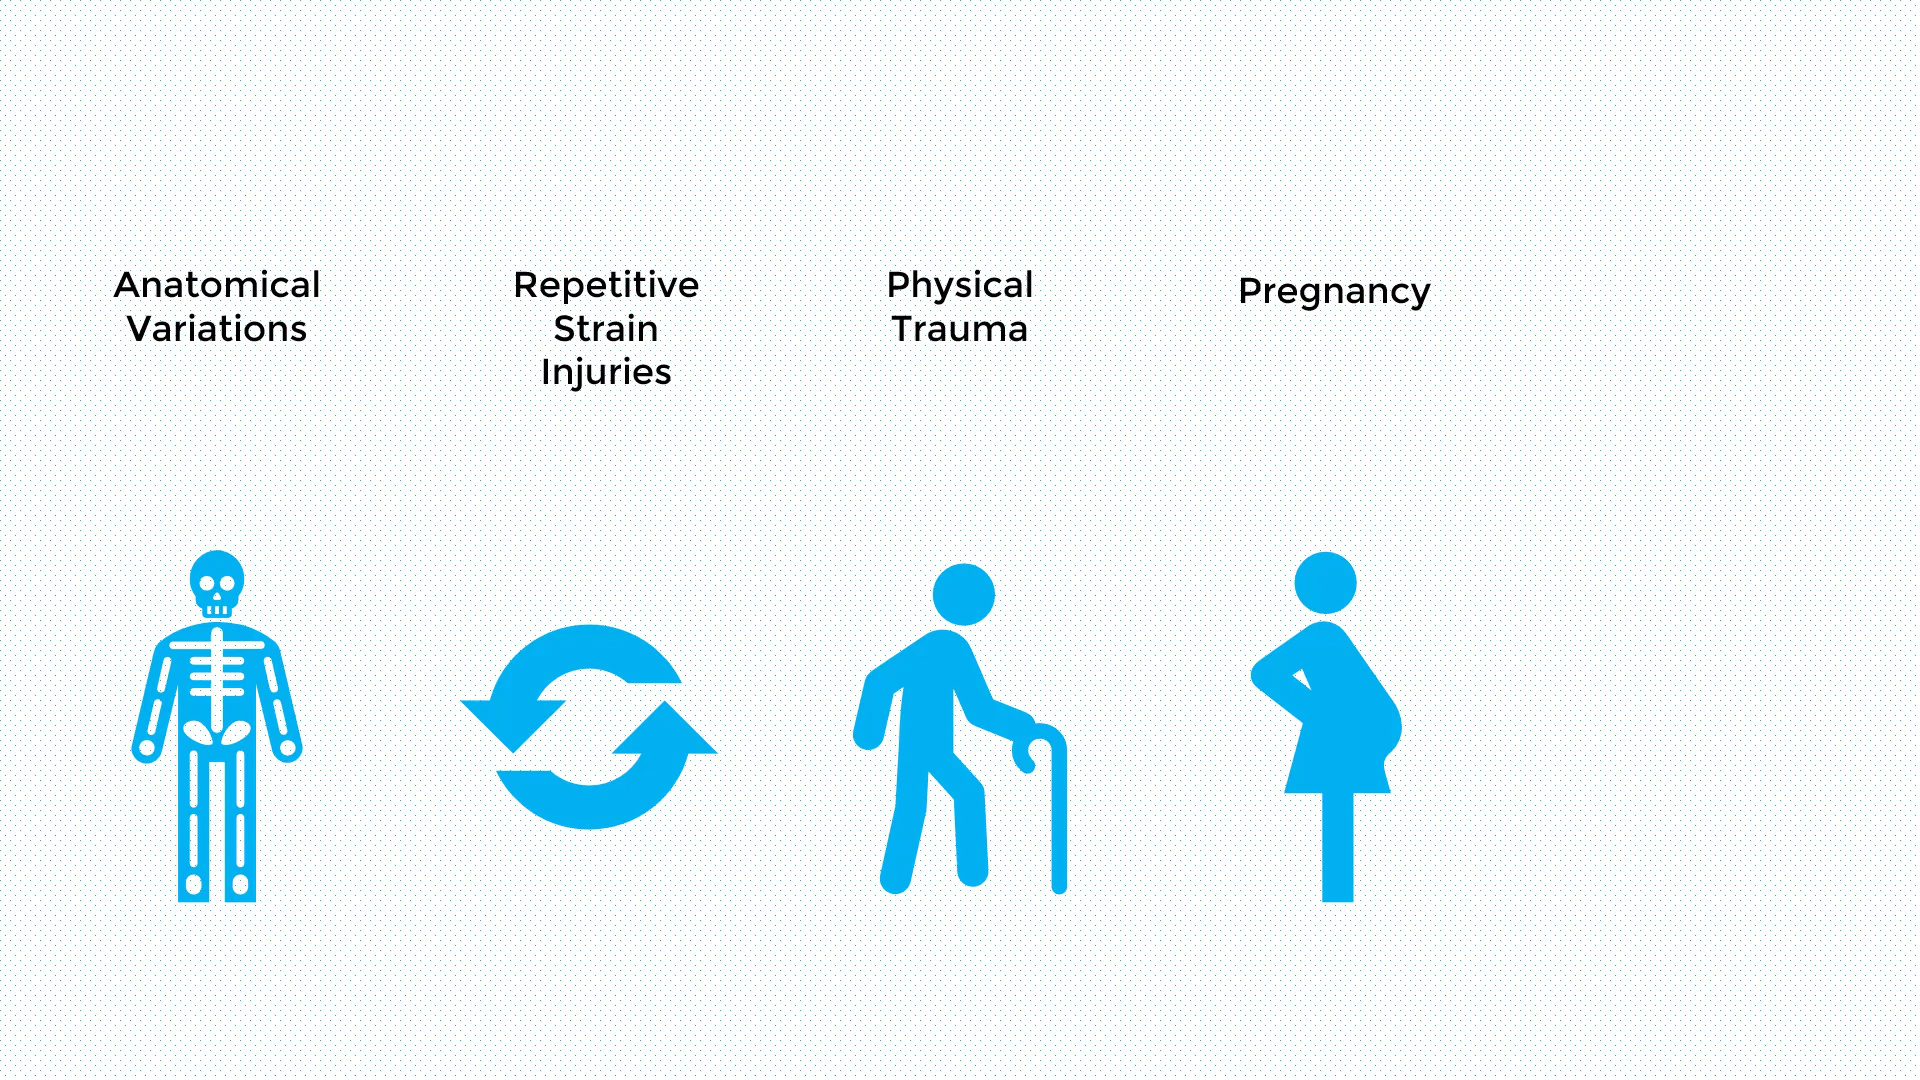 Anatomical
Variations
Repetitive
Strain
Injuries
Physical
Trauma
Pregnancy